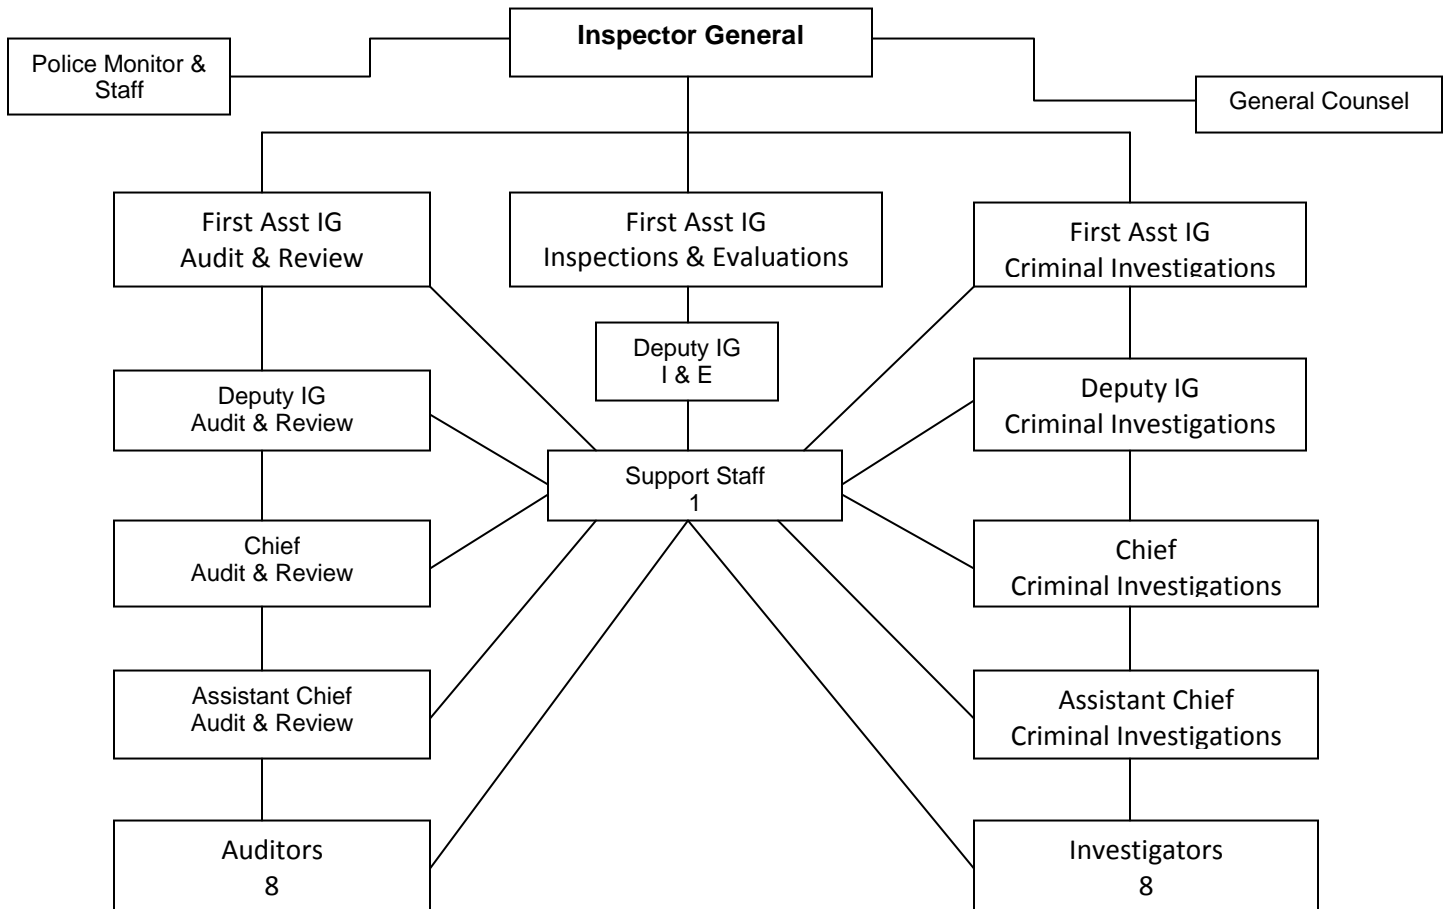 Inspector General
Police Monitor &
Staff
General Counsel
First Asst IG
Audit & Review
First Asst IG
Inspections & Evaluations
First Asst IG
Criminal Investigations
Deputy IG
I & E
Deputy IG
Audit & Review
Deputy IG
Criminal Investigations
Support Staff
1
Chief
Audit & Review
Chief
Criminal Investigations
Assistant Chief
Audit & Review
Assistant Chief
Criminal Investigations
Auditors
8
Investigators
8